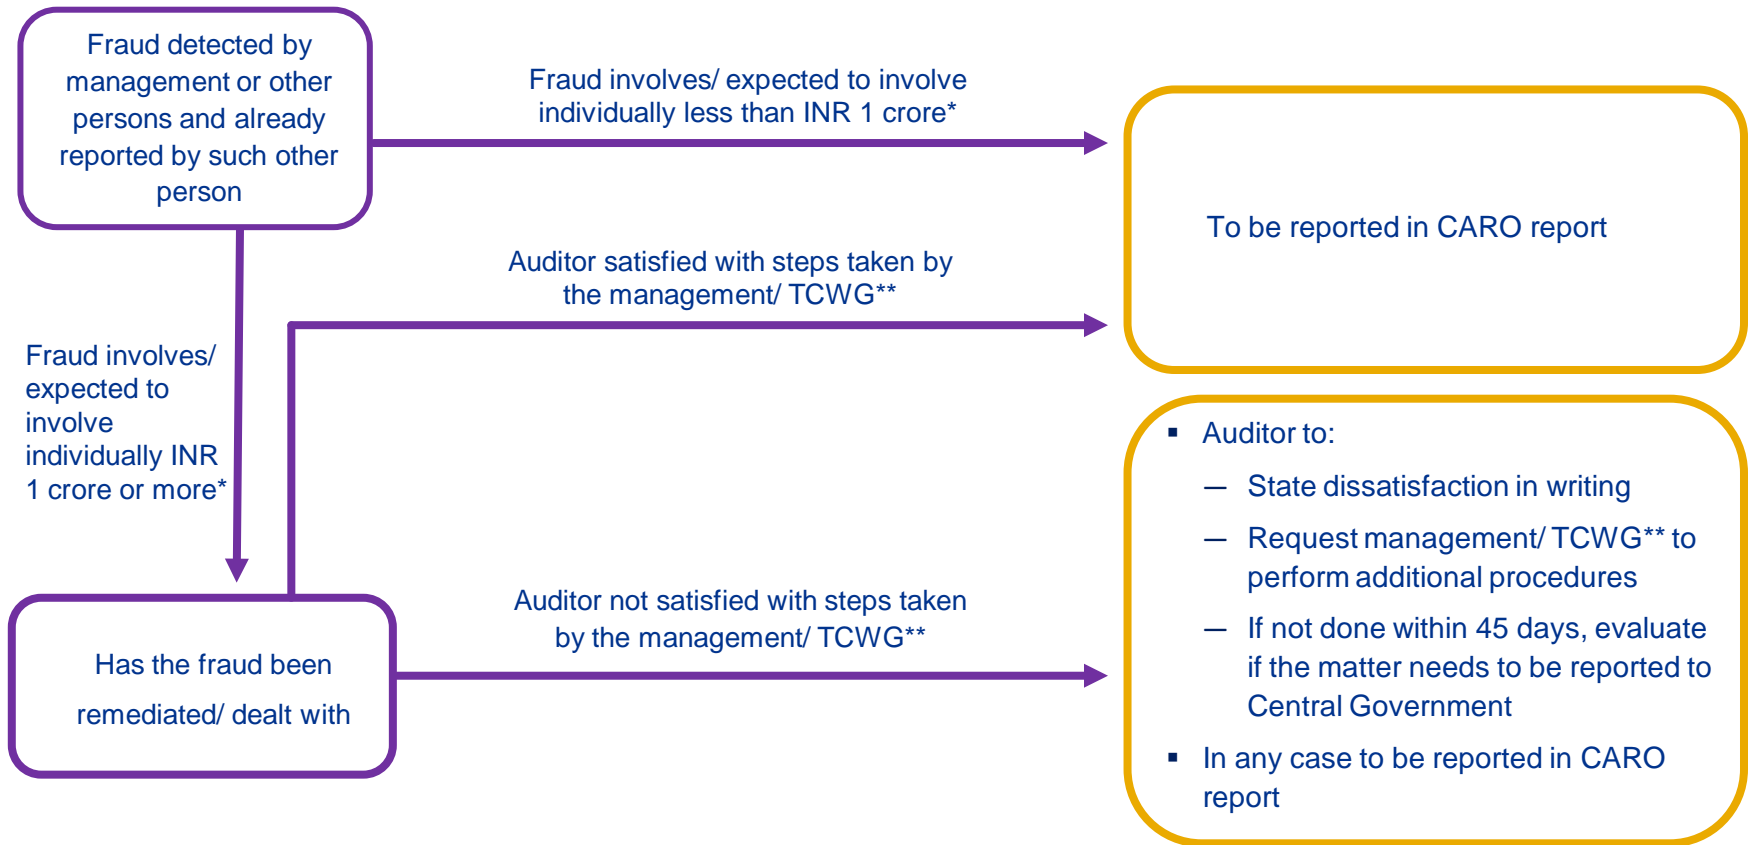 Fraud detected by
management or other
persons and already
reported by such other
person
Fraud involves/ expected to involve
individually less than INR 1 crore*
To be reported in CARO report
Auditor satisfied with steps taken by
the management/ TCWG**
Fraud involves/
expected to
involve
individually INR
1 crore or more*
Has the fraud been
remediated/ dealt with
Auditor not satisfied with steps taken
by the management/ TCWG**
▪ Auditor to:
— State dissatisfaction in writing
— Request management/ TCWG** to
perform additional procedures
— If not done within 45 days, evaluate
if the matter needs to be reported to
Central Government
▪ In any case to be reported in CARO
report